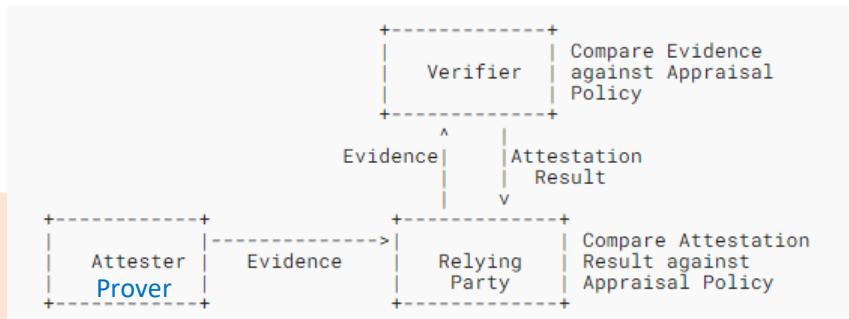 Verifier
Compare Evidence
against Appraisal
Policy
Evidence
Attestation
Result
Attester
Prover
Evidence
Relying
Party
Compare Attestation
Result against
Appraisal Policy